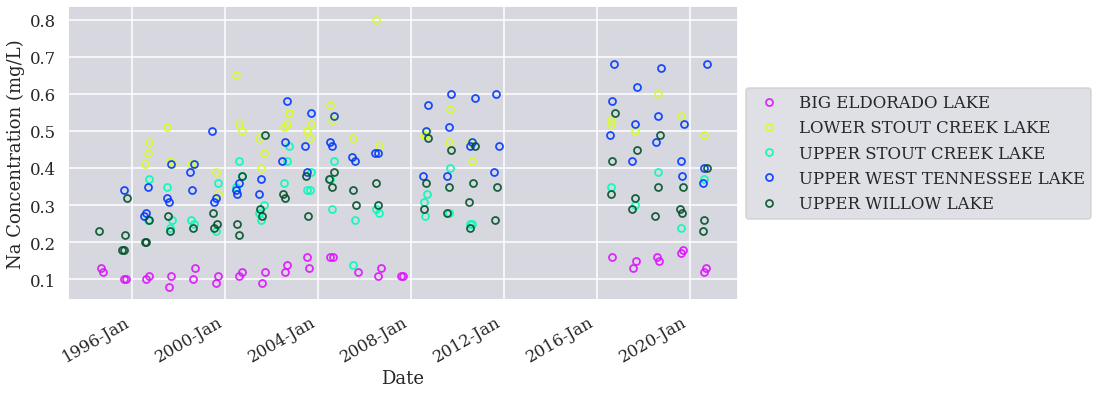 0.8
0.7
0.6
0.5
0.4
0.3
0.2
0.1
Na Concentration (mg/L)
1996-Jan
2000-Jan
2004-Jan
2008-Jan
2012-Jan
2016-Jan
2020-Jan
Date
BIG ELDORADO LAKE
LOWER STOUT CREEK LAKE
UPPER STOUT CREEK LAKE
UPPER WEST TENNESSEE LAKE
UPPER WILLOW LAKE